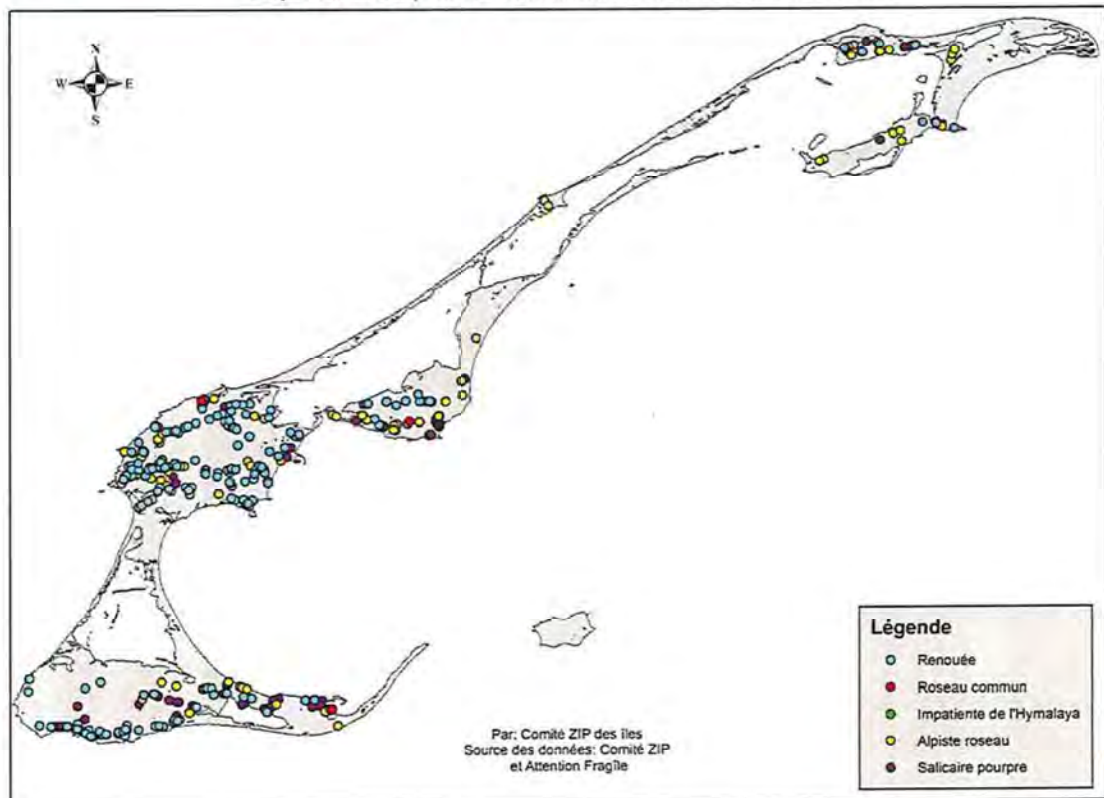 N
W E
S
Légende
Renouée
Roseau commun
Impatiente de l'Hymalaya
Alpiste roseau
Salicaire pourpre
Par: Comité ZIP des îles
Source des données: Comité ZIP
et Attention Fragîle